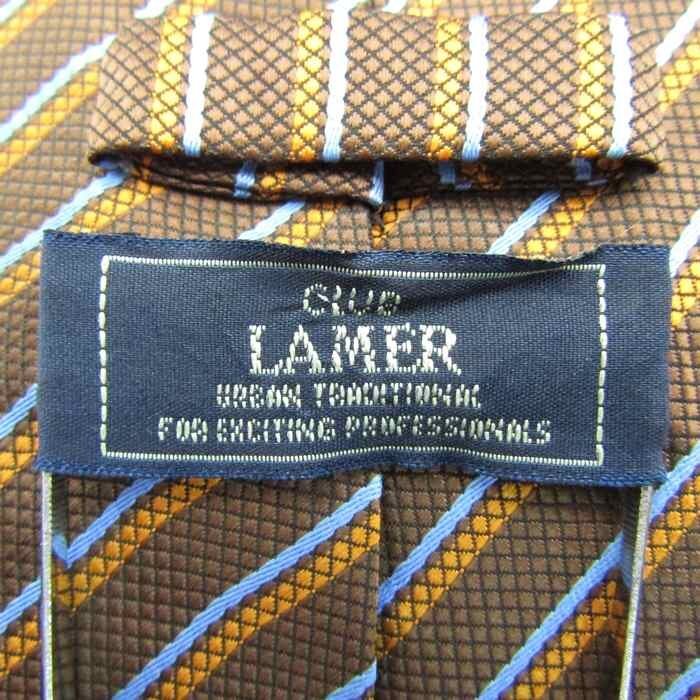 CLUB
LAMER
URBAN TRADITIONAL
FOR EXCITING PROFESSIONALS